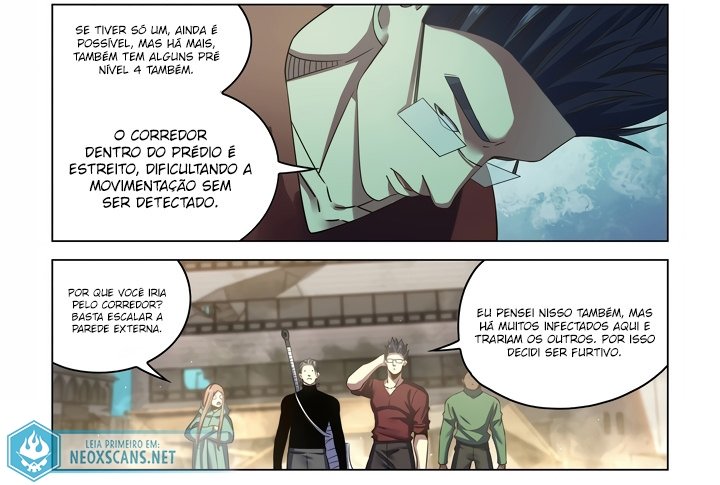 SE TIVER SÓ UM, AINDA É
POSSÍVEL, MAS HÁ MAIS,
TAMBÉM TEM ALGUNS PRÉ
NÍVEL 4 TAMBÉM.
O CORREDOR
DENTRO DO PRÉDIO É
ESTREITO, DIFICULTANDO A
MOVIMENTAÇÃO SEM
SER DETECTADO.
POR QUE VOCÊ IRIA
PELO CORREDOR?
BASTA ESCALAR A
PAREDE EXTERNA.
EU PENSEI NISSO TAMBÉM, MAS
HÁ MUITOS INFECTADOS AQUI E
TRARIAM OS OUTROS. POR ISSO
DECIDI SER FURTIVO.
LEIA PRIMEIRO EM:
NEOXSCANS.NET